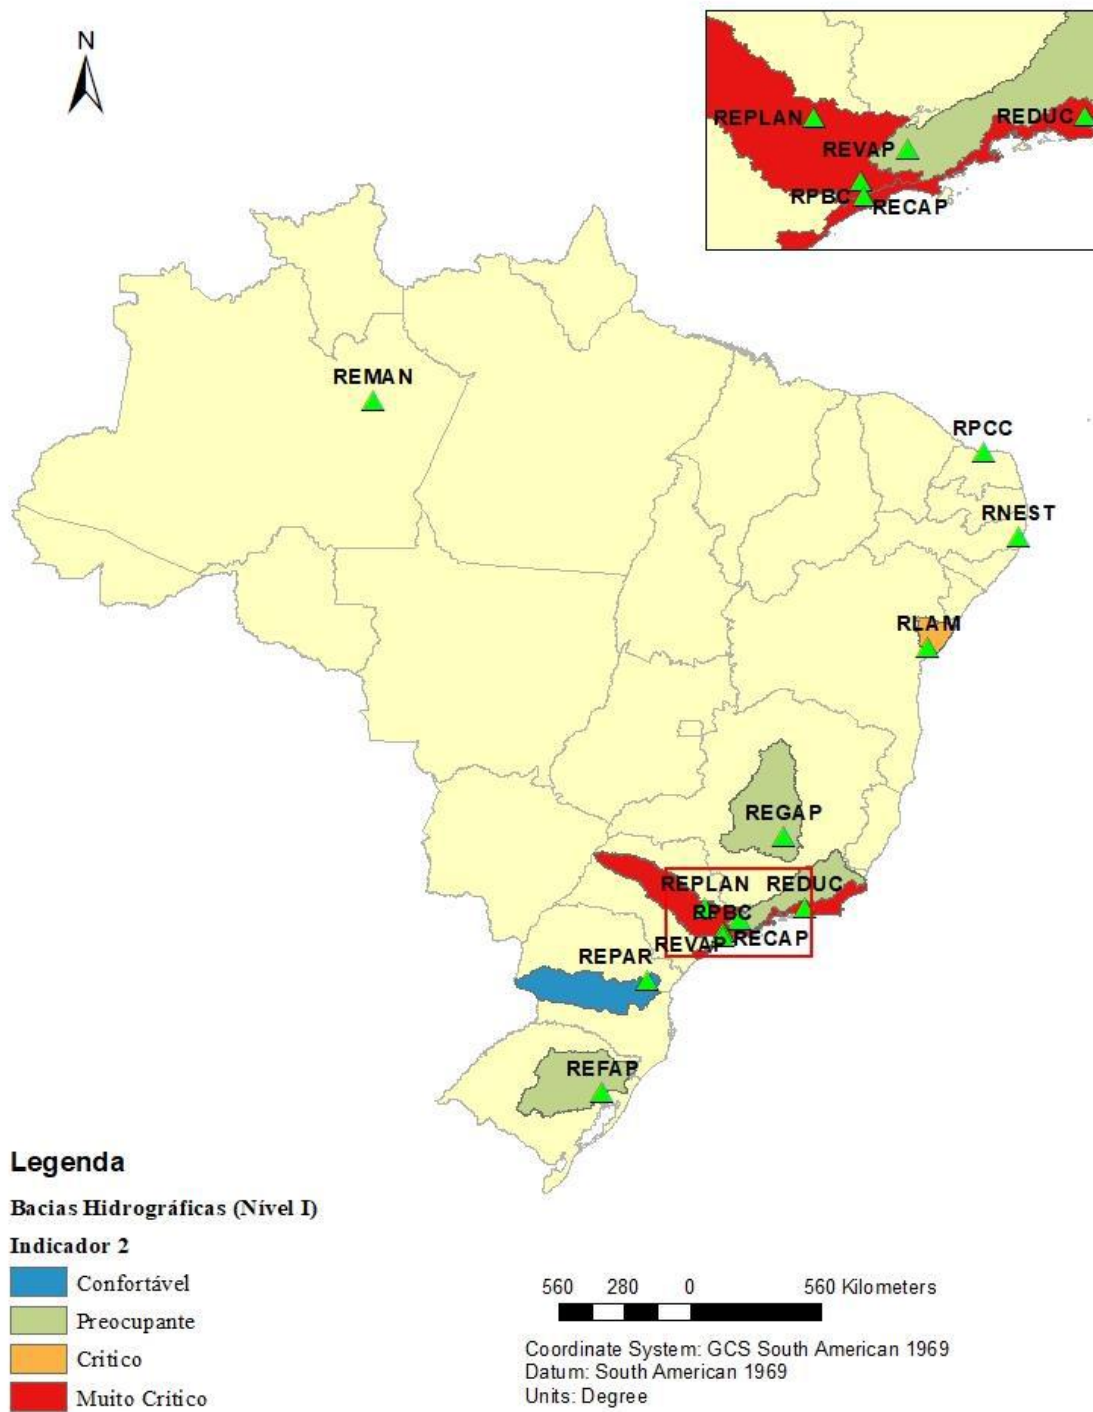 N
REPLAN
REDUC
REVAP
RPBC
RECAP
REMAN
RPCC
RNEST
RLAM
REGAP
REPLAN REDUC
RPBC
REVAP RECAP
REPAR
REFAP
Legenda
Bacias Hidrográficas (Nível I)
Indicador 2
Confortável
Preocupante
Critico
Muito Critico
560 280 0 560 Kilometers
Coordinate System: GCS South American 1969
Datum: South American 1969
Units: Degree